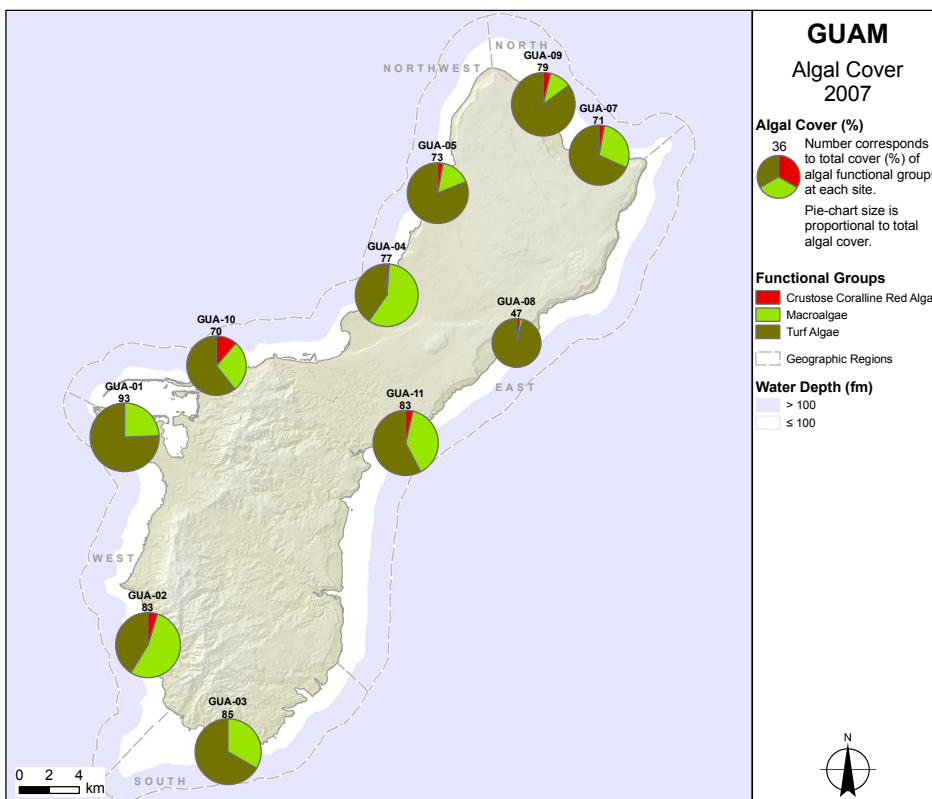 GUAM
Algal Cover
2007
Algal Cover (%)
36
Number corresponds
to total cover (%) of
algal functional groups
at each site.
Pie-chart size is
proportional to total
algal cover.
Functional Groups
Crustose Coralline Red Alga
Macroalgae
Turf Algae
Geographic Regions
Water Depth (fm)
> 100
≤ 100
N
NORTH
NORTHWEST
GUA-09
79
GUA-07
71
GUA-05
73
GUA-04
77
GUA-08
47
GUA-10
70
EAST
GUA-01
93
GUA-11
83
WEST
GUA-02
83
GUA-03
85
SOUTH
0 2 4
km